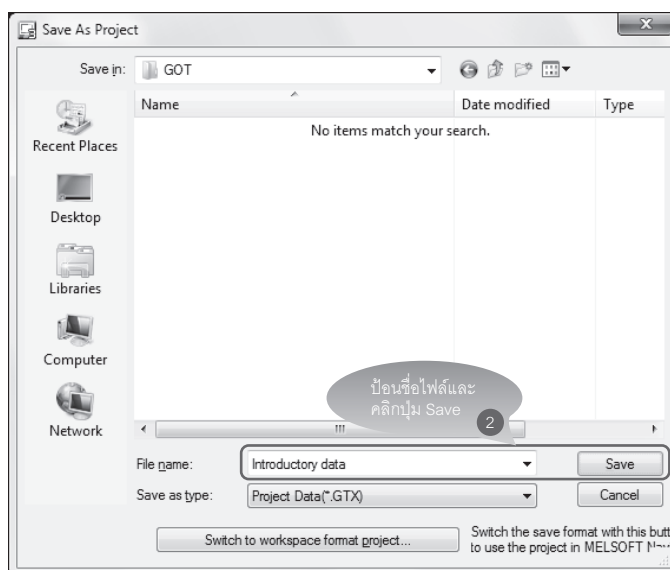 Save As Project
Save in:
GOT
Name
Date modified
Type
No items match your search.
Recent Places
Desktop
Libraries
Computer
Network
ป้อนชื่อไฟล์และ
คลิกปุ่ม Save
2
File name:
Introductory data
Save
Save as type:
Project Data(*.GTX)
Cancel
Switch to workspace format project...
Switch the save format with this butt
to use the project in MELSOFT